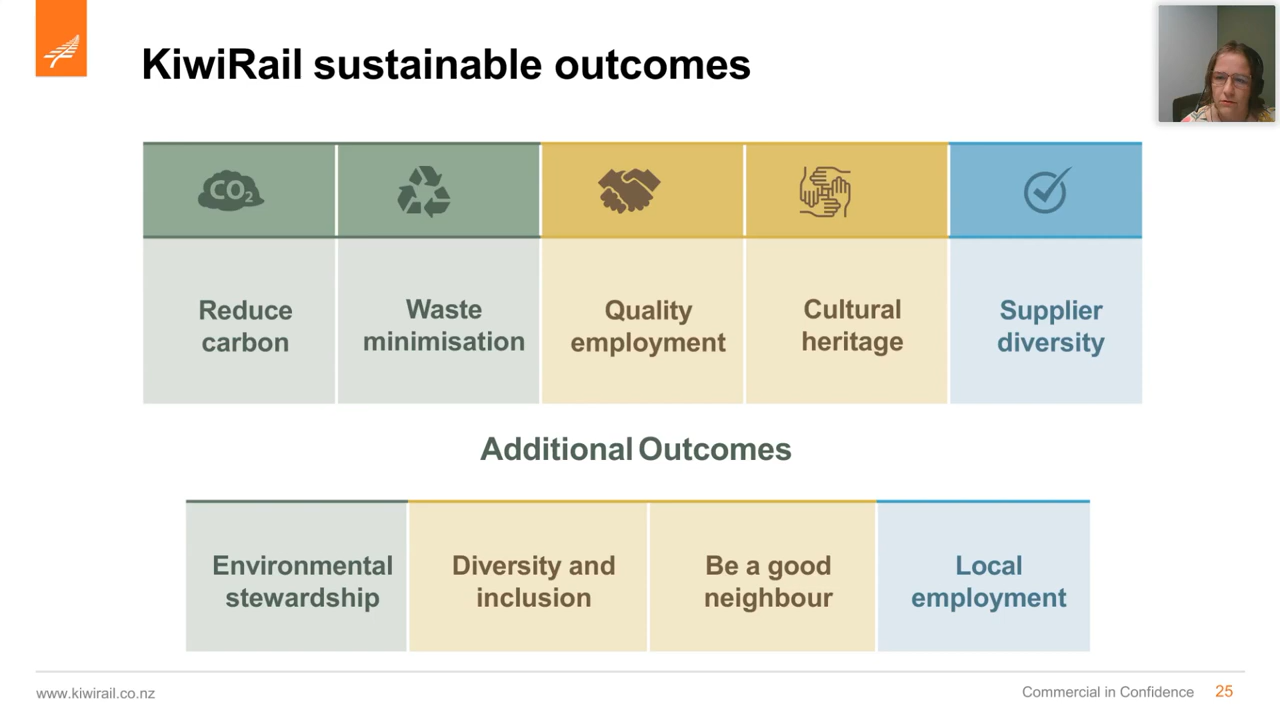 KiwiRail sustainable outcomes
CO2
Reduce
carbon
Waste
minimisation
Quality
employment
Cultural
heritage
Supplier
diversity
Additional Outcomes
Environmental
stewardship
Diversity and
inclusion
Be a good
neighbour
Local
employment
www.kiwirail.co.nz
Commercial in Confidence 25